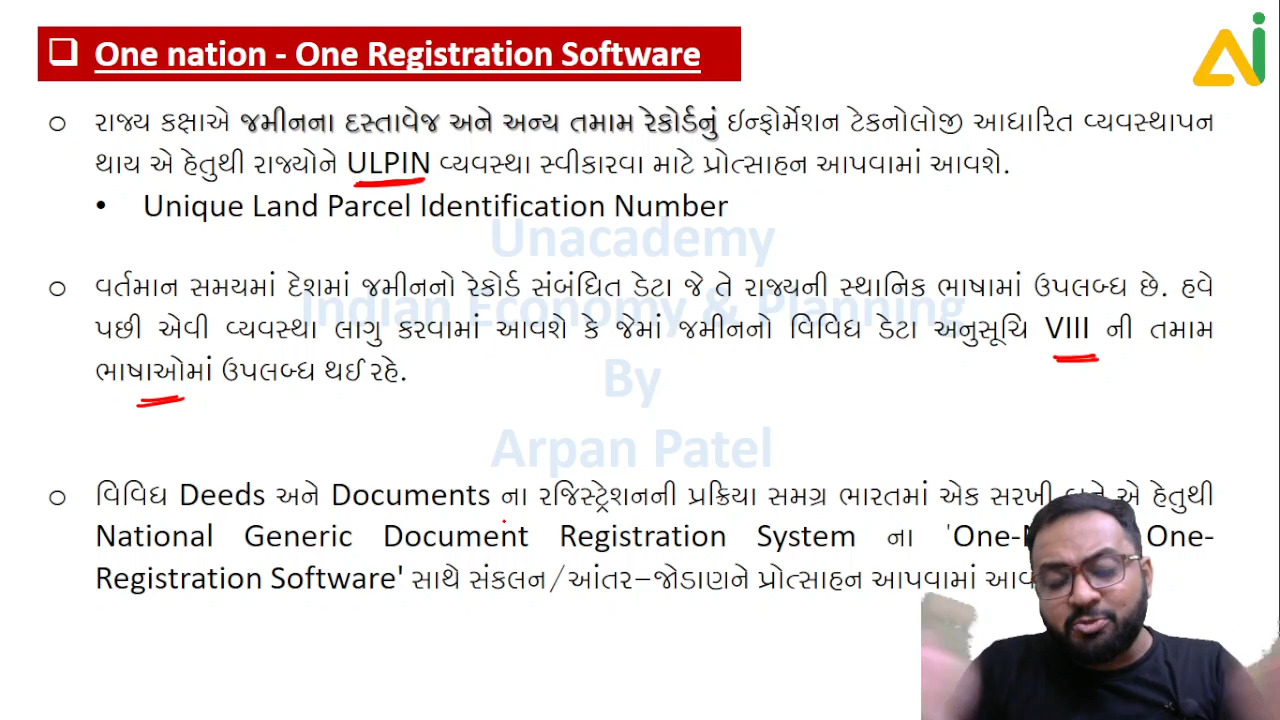 One nation - One Registration Software
રાજ્ય કક્ષાએ જમીનના દસ્તાવેજ અને અન્ય તમામ રેકોર્ડનું ઈન્ફોર્મેશન ટેકનોલોજી આધારિત વ્યવસ્થાપન
થાય એ હેતુથી રાજ્યોને ULPIN વ્યવસ્થા સ્વીકારવા માટે પ્રોત્સાહન આપવામાં આવશે.
• Unique Land Parcel Identification Number
Unacademy
વર્તમાન સમયમાં દેશમાં જમીનનો રેકોર્ડ સંબંધિત ડેટા જે તે રાજ્યની સ્થાનિક ભાષામાં ઉપલબ્ધ છે. હવે
Indian Economy & Planning
પછી એવી વ્યવસ્થા લાગુ કરવામાં આવશે કે જેમાં જમીનનો વિવિધ ડેટા અનુસૂચિ VIII ની તમામ
ભાષાઓમાં ઉપલબ્ધ થઈ રહે.
By
Arpan Patel
વિવિધ Deeds અને Documents ના રજિસ્ટ્રેશનની પ્રક્રિયા સમગ્ર ભારતમાં એક સરખી એ હેતુથી
National Generic Document Registration System ના 'One- One-
Registration Software' સાથે સંકલન/આંતર-જોડાણને પ્રોત્સાહન આપવામાં